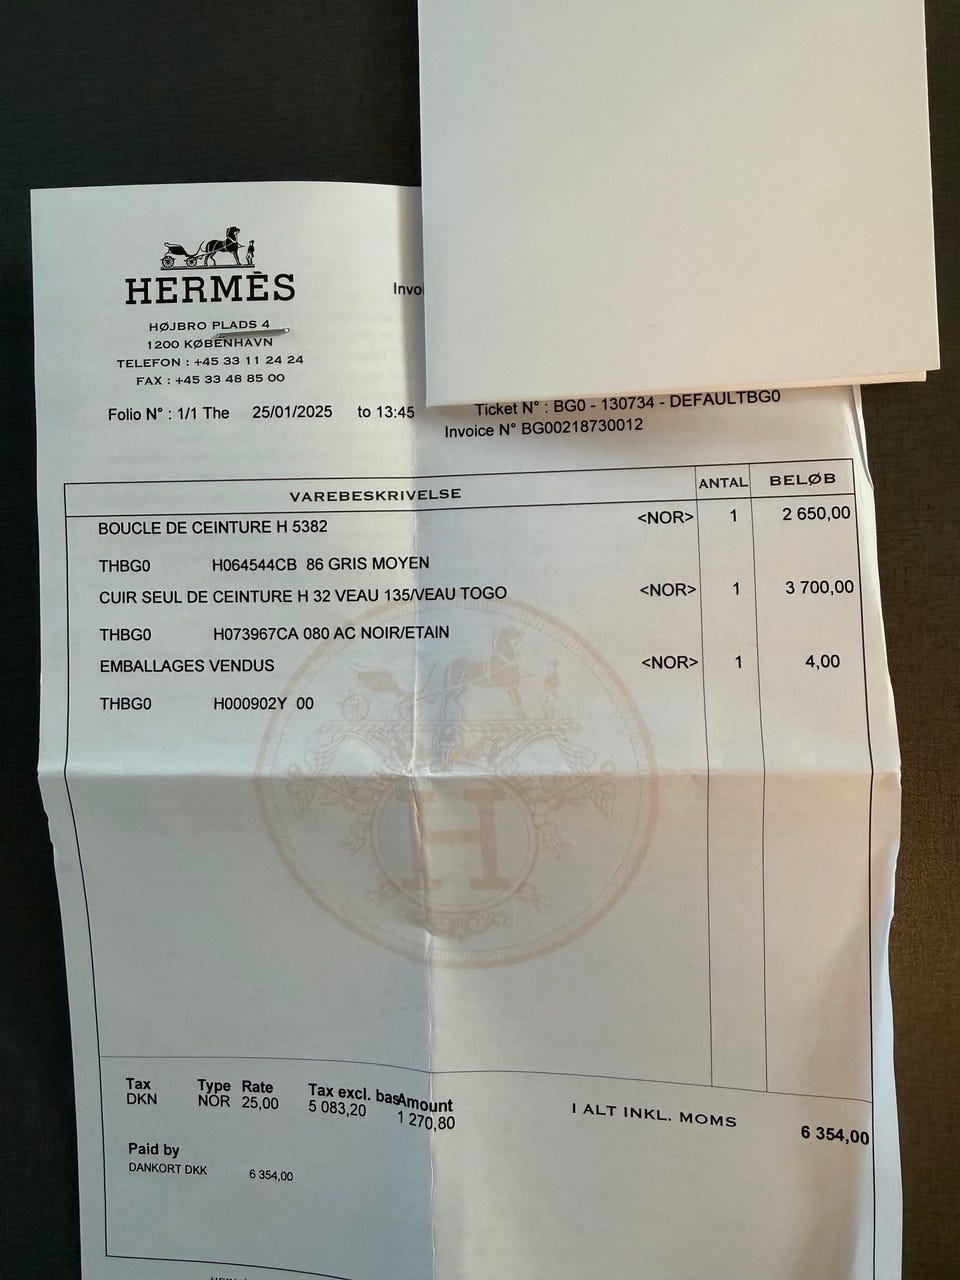 HERMÈS
HØJBRO PLADS 4
1200 KØBENHAVN
TELEFON : +45 33 11 24 24
FAX : +45 33 48 85 00
Invoi
Folio N° : 1/1 The 25/01/2025 to 13:45
Ticket N° : BG0 - 130734 - DEFAULTBG0
Invoice N° BG00218730012
VAREBESKRIVELSE ANTAL BELØB
BOUCLE DE CEINTURE H 5382 <NOR> 1 2 650,00
THBG0 H064544CB 86 GRIS MOYEN
CUIR SEUL DE CEINTURE H 32 VEAU 135/VEAU TOGO <NOR> 1 3 700,00
THBG0 H073967CA 080 AC NOIR/ETAIN
EMBALLAGES VENDUS <NOR> 1 4,00
THBG0 H000902Y 00
H
Tax Type Rate Tax excl. bas Amount
DKN NOR 25,00 5 083,20 1 270,80
I ALT INKL. MOMS 6 354,00
Paid by
DANKORT DKK 6 354,00